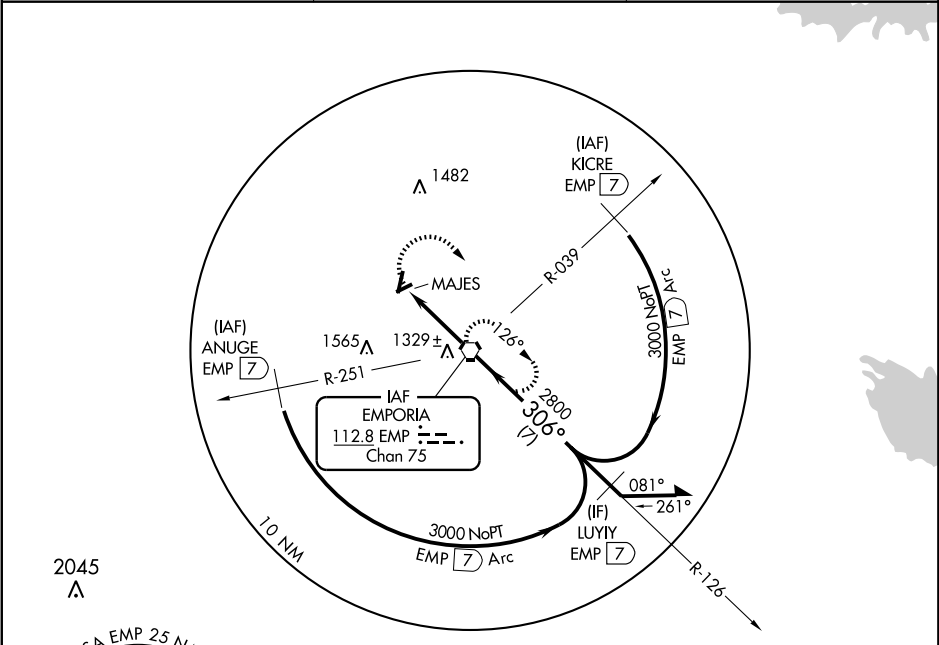 (IAF)
KICRE
EMP 7
1482
R-039
MAJES
3000 NoPT
EMP 7 Arc
(IAF)
ANUGE
EMP 7
1565
1329±
126°
R-251
IAF
EMPORIA
112.8 EMP
Chan 75
2800
306°
(7)
081°
261°
(IF)
LUYIY
EMP 7
3000 NoPT
EMP 7 Arc
10 NM
R-126
2045
EMP 25 N